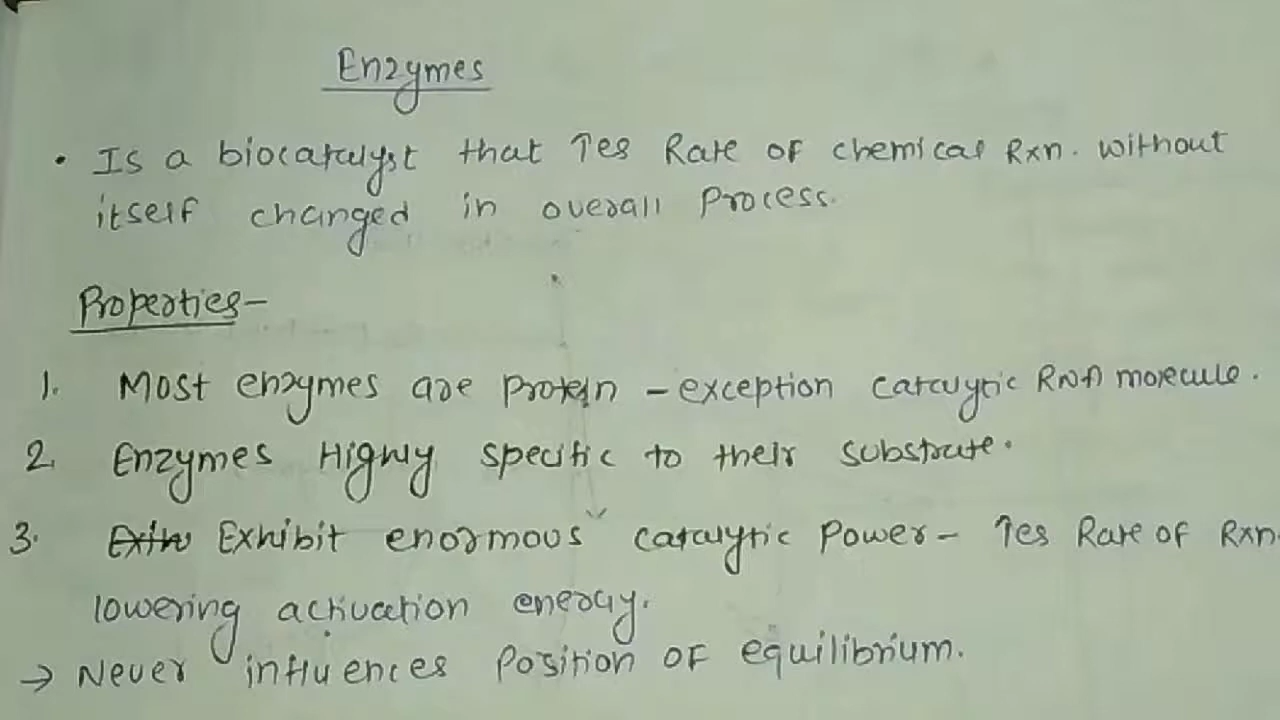 Enzymes
• Is a biocatalyst that ↑es Rate of chemical Rxn. without
itself changed in overall Process.
Properties-
1. Most enzymes are protein - exception catalytic RNA molecule.
2. Enzymes Highly specific to their substrate.
3. Exhibit enormous catalytic Power - ↑es Rate of Rxn.
lowering activation energy.
→ Never influences Position of equilibrium.